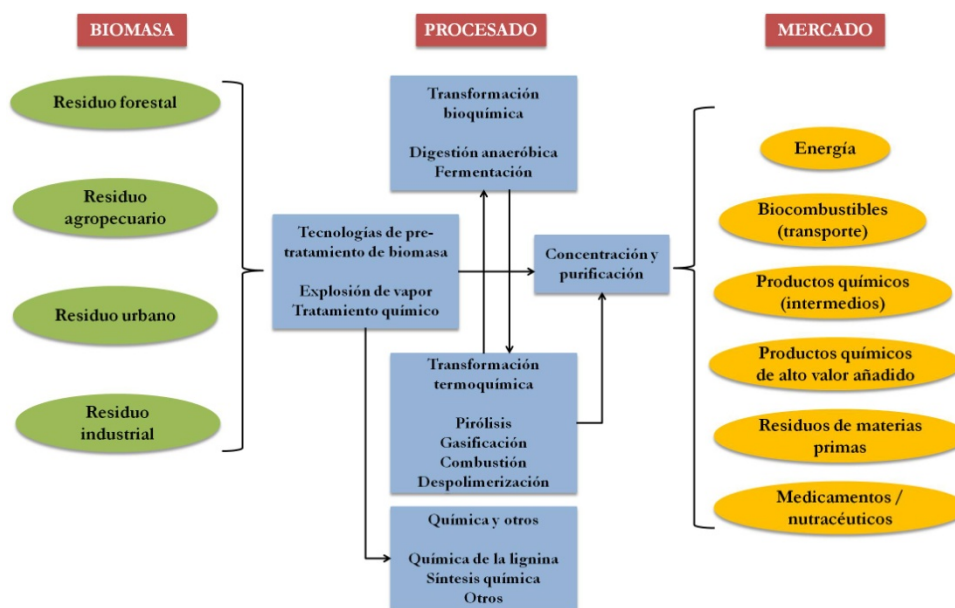 BIOMASA
PROCESADO
MERCADO
Residuo forestal
Residuo
agropecuario
Residuo urbano
Residuo
industrial
Transformación
bioquímica
Digestión anaeróbica
Fermentación
Tecnologías de pre-
tratamiento de biomasa
Explosión de vapor
Tratamiento químico
Concentración y
purificación
Transformación
termoquímica
Pirólisis
Gasificación
Combustión
Despolimerización
Química y otros
Química de la lignina
Síntesis química
Otros
Energía
Biocombustibles
(transporte)
Productos químicos
(intermedios)
Productos químicos
de alto valor añadido
Residuos de materias
primas
Medicamentos /
nutracéuticos